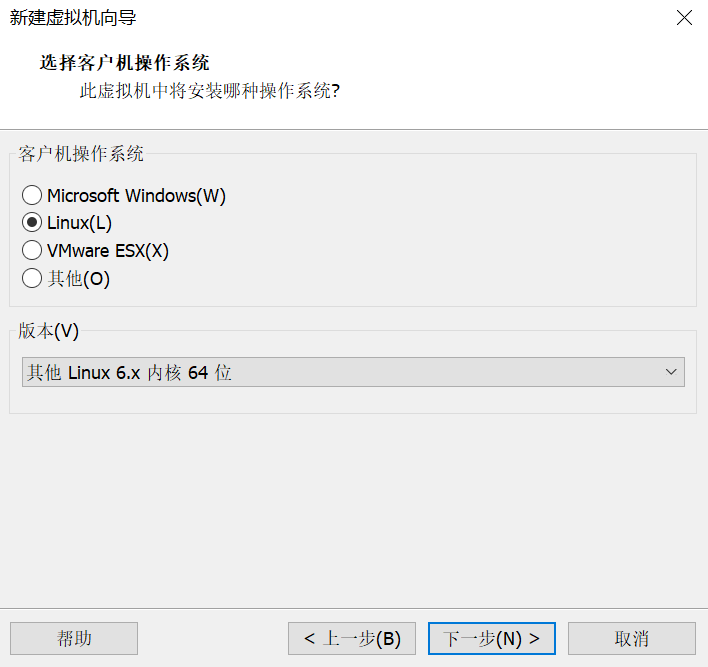 新建虚拟机向导
选择客户机操作系统
此虚拟机中将安装哪种操作系统?
客户机操作系统
Microsoft Windows(W)
Linux(L)
VMware ESX(X)
其他(O)
版本(V)
其他 Linux 6.x 内核 64 位
帮助
< 上一步(B)
下一步(N) >
取消